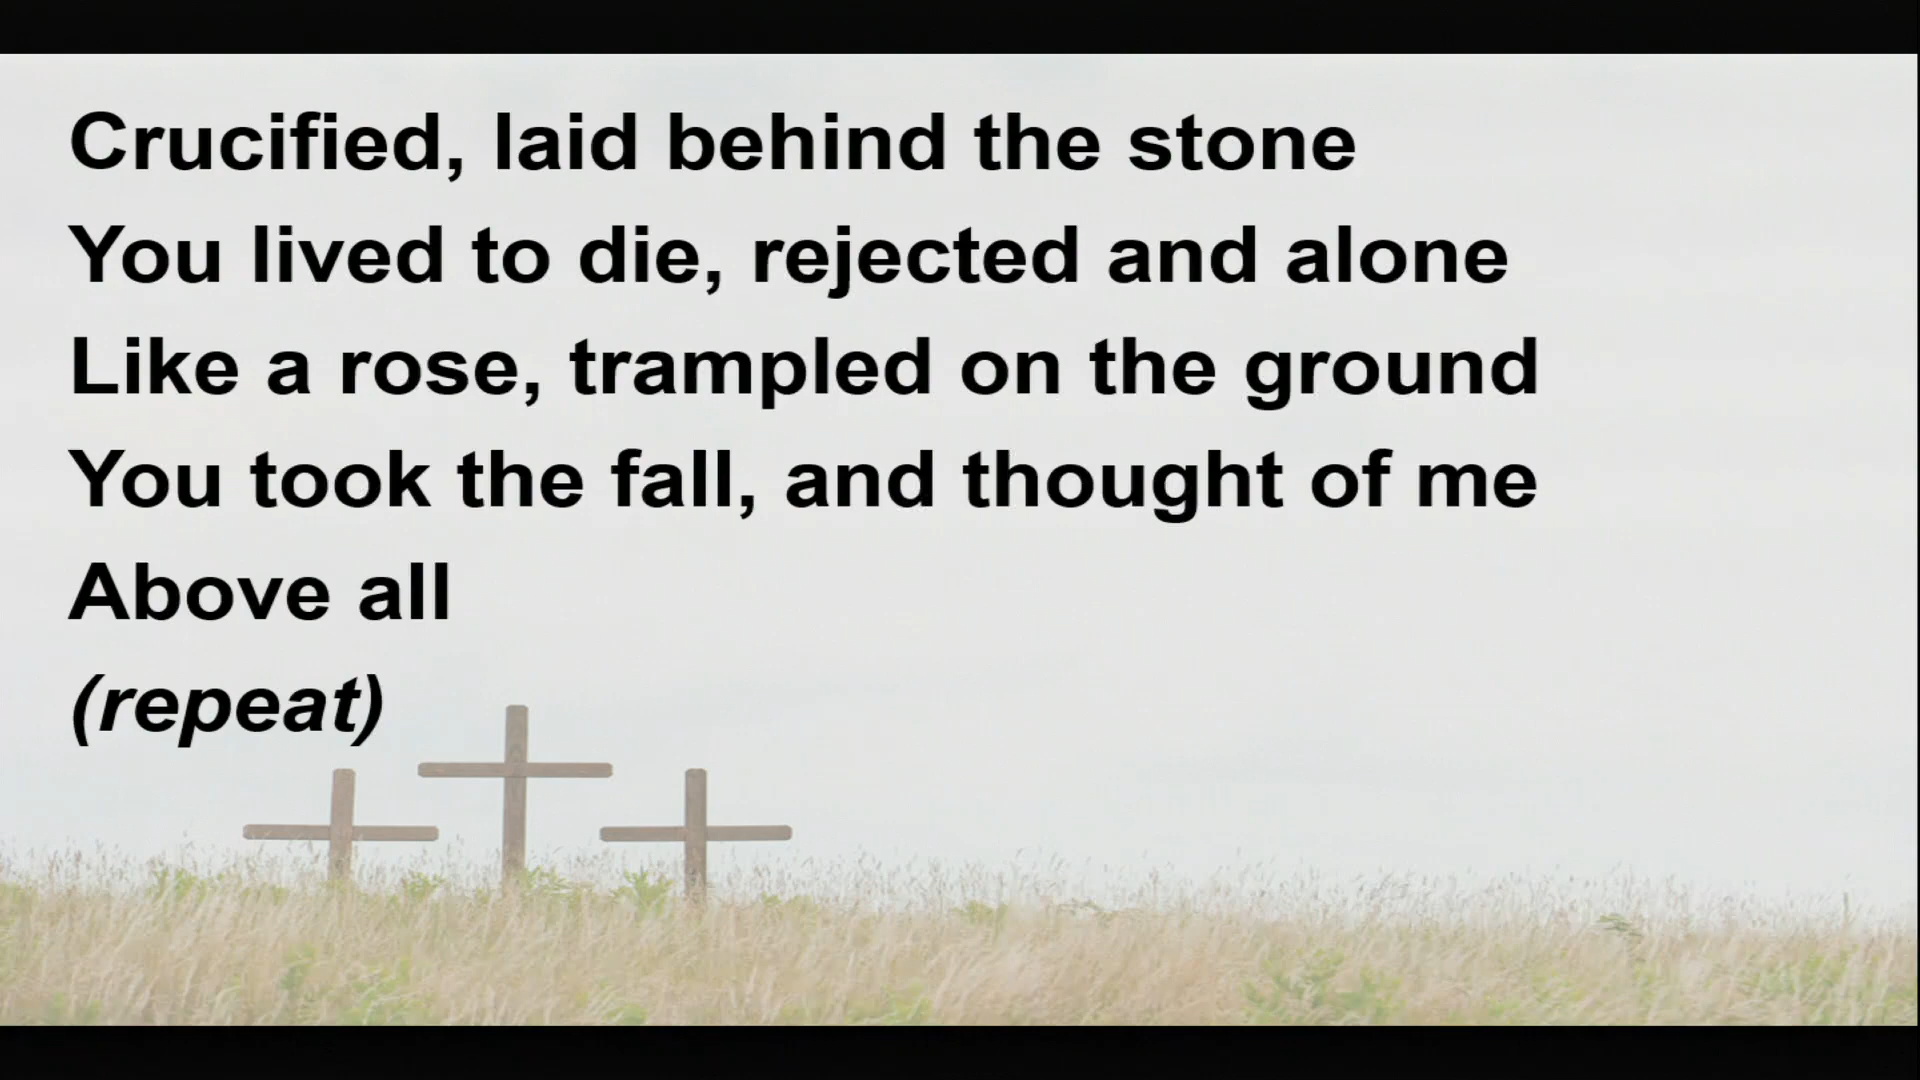 Crucified, laid behind the stone
You lived to die, rejected and alone
Like a rose, trampled on the ground
You took the fall, and thought of me
Above all
(repeat)